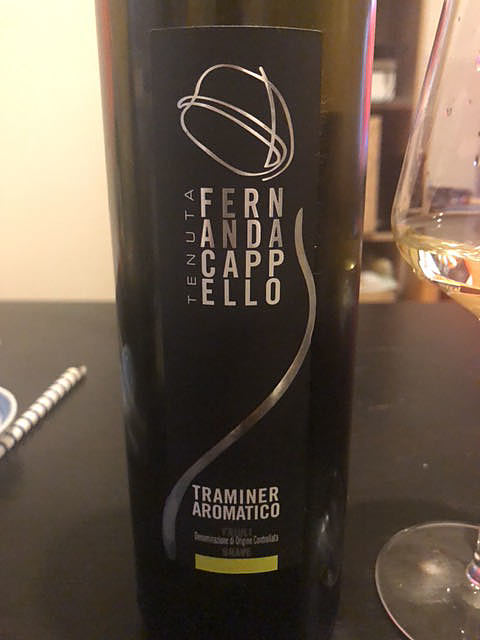 TENUTA
FERN
ANDA
CAPP
ELLO
TRAMINER
AROMATICO
FRIULI
Denominazione di Origine Controllata
GRAVE